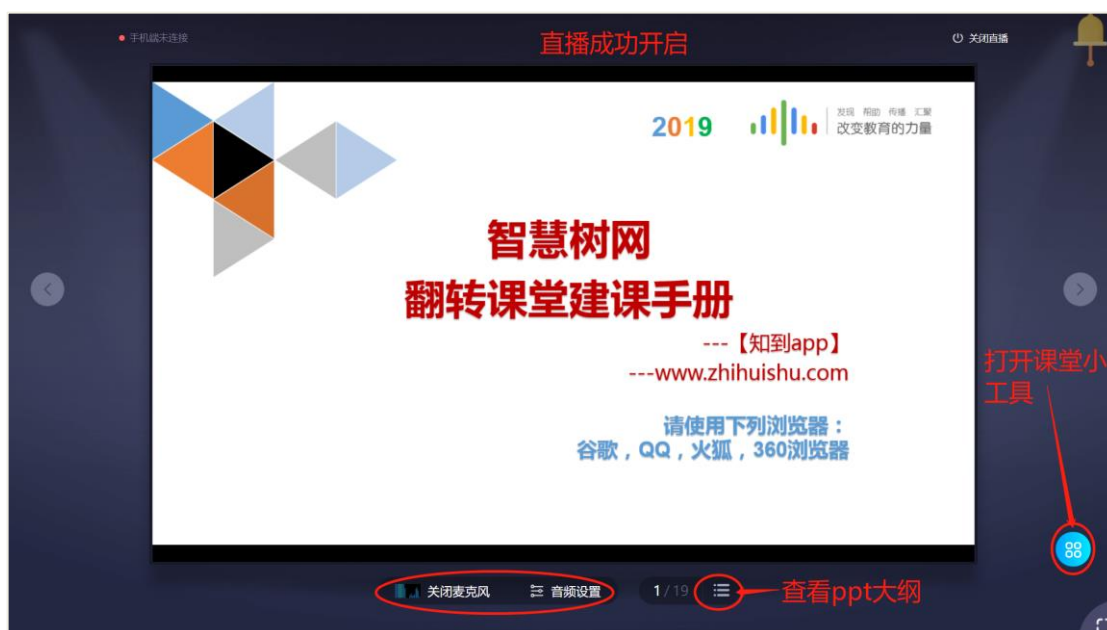 手机端未连接
直播成功开启
关闭直播
2019
发现 帮助 传播 汇聚
改变教育的力量
智慧树网
翻转课堂建课手册
---【知到app】
---www.zhihuishu.com
请使用下列浏览器：
谷歌，QQ，火狐，360浏览器
打开课堂小
工具
关闭麦克风
音频设置
1/19
查看ppt大纲